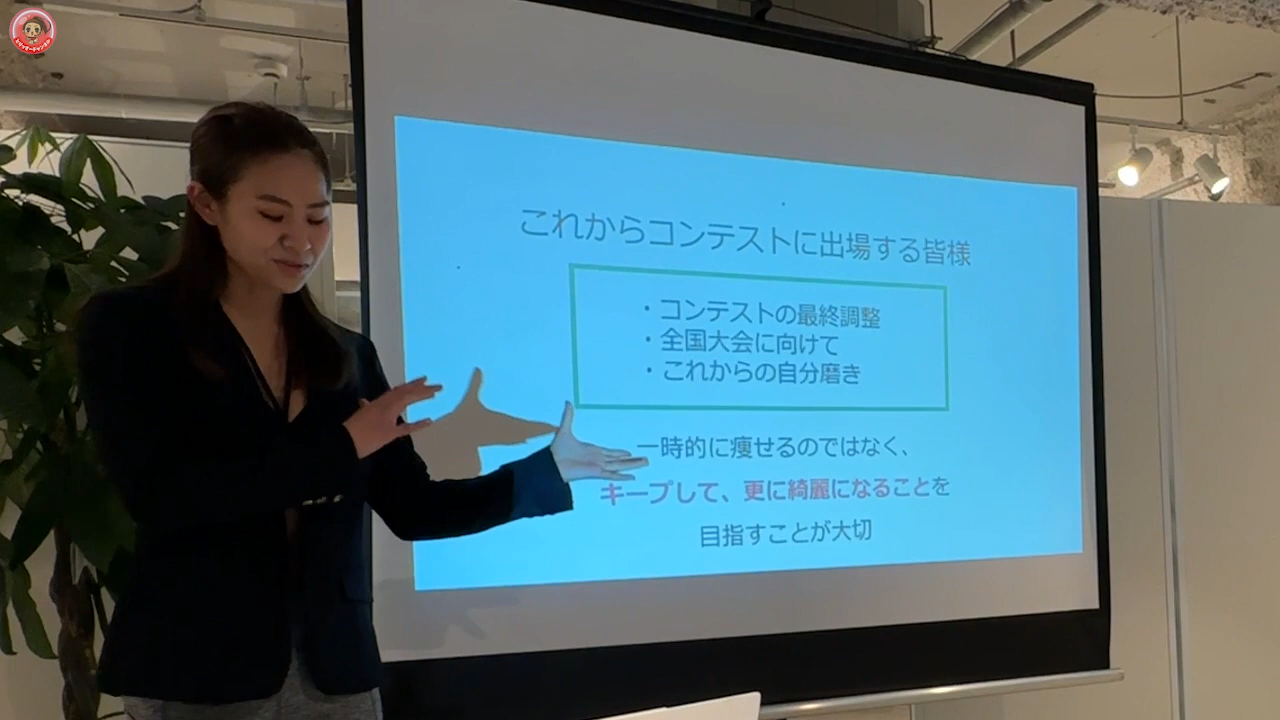 これからコンテストに出場する皆様
・コンテストの最終調整
・全国大会に向けて
・これからの自分磨き
一時的に痩せるのではなく、
キープして、更に綺麗になることを
目指すことが大切